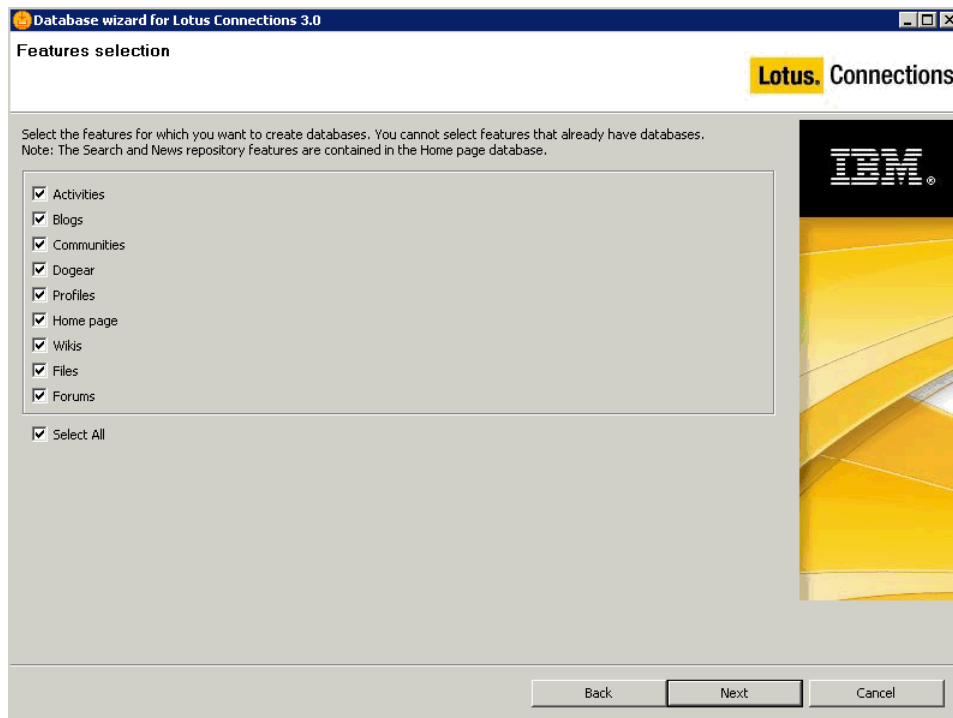 Database wizard for Lotus Connections 3.0
Features selection
Lotus. Connections
Select the features for which you want to create databases. You cannot select features that already have databases.
Note: The Search and News repository features are contained in the Home page database.
IBM®
Activities
Blogs
Communities
Dogear
Profiles
Home page
Wikis
Files
Forums
Select All
Back Next Cancel